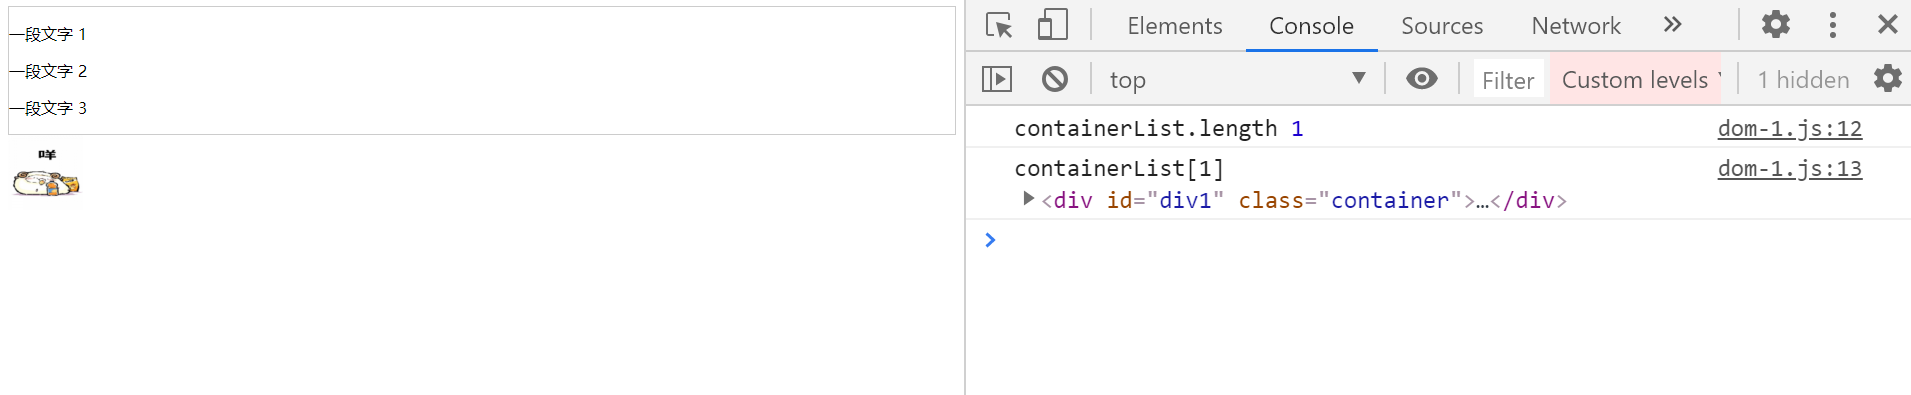 一段文字 1
一段文字 2
一段文字 3
咩
Elements Console Sources Network
top Filter Custom levels 1 hidden
containerList.length 1 dom-1.js:12
containerList[1] dom-1.js:13
<div id="div1" class="container">…</div>